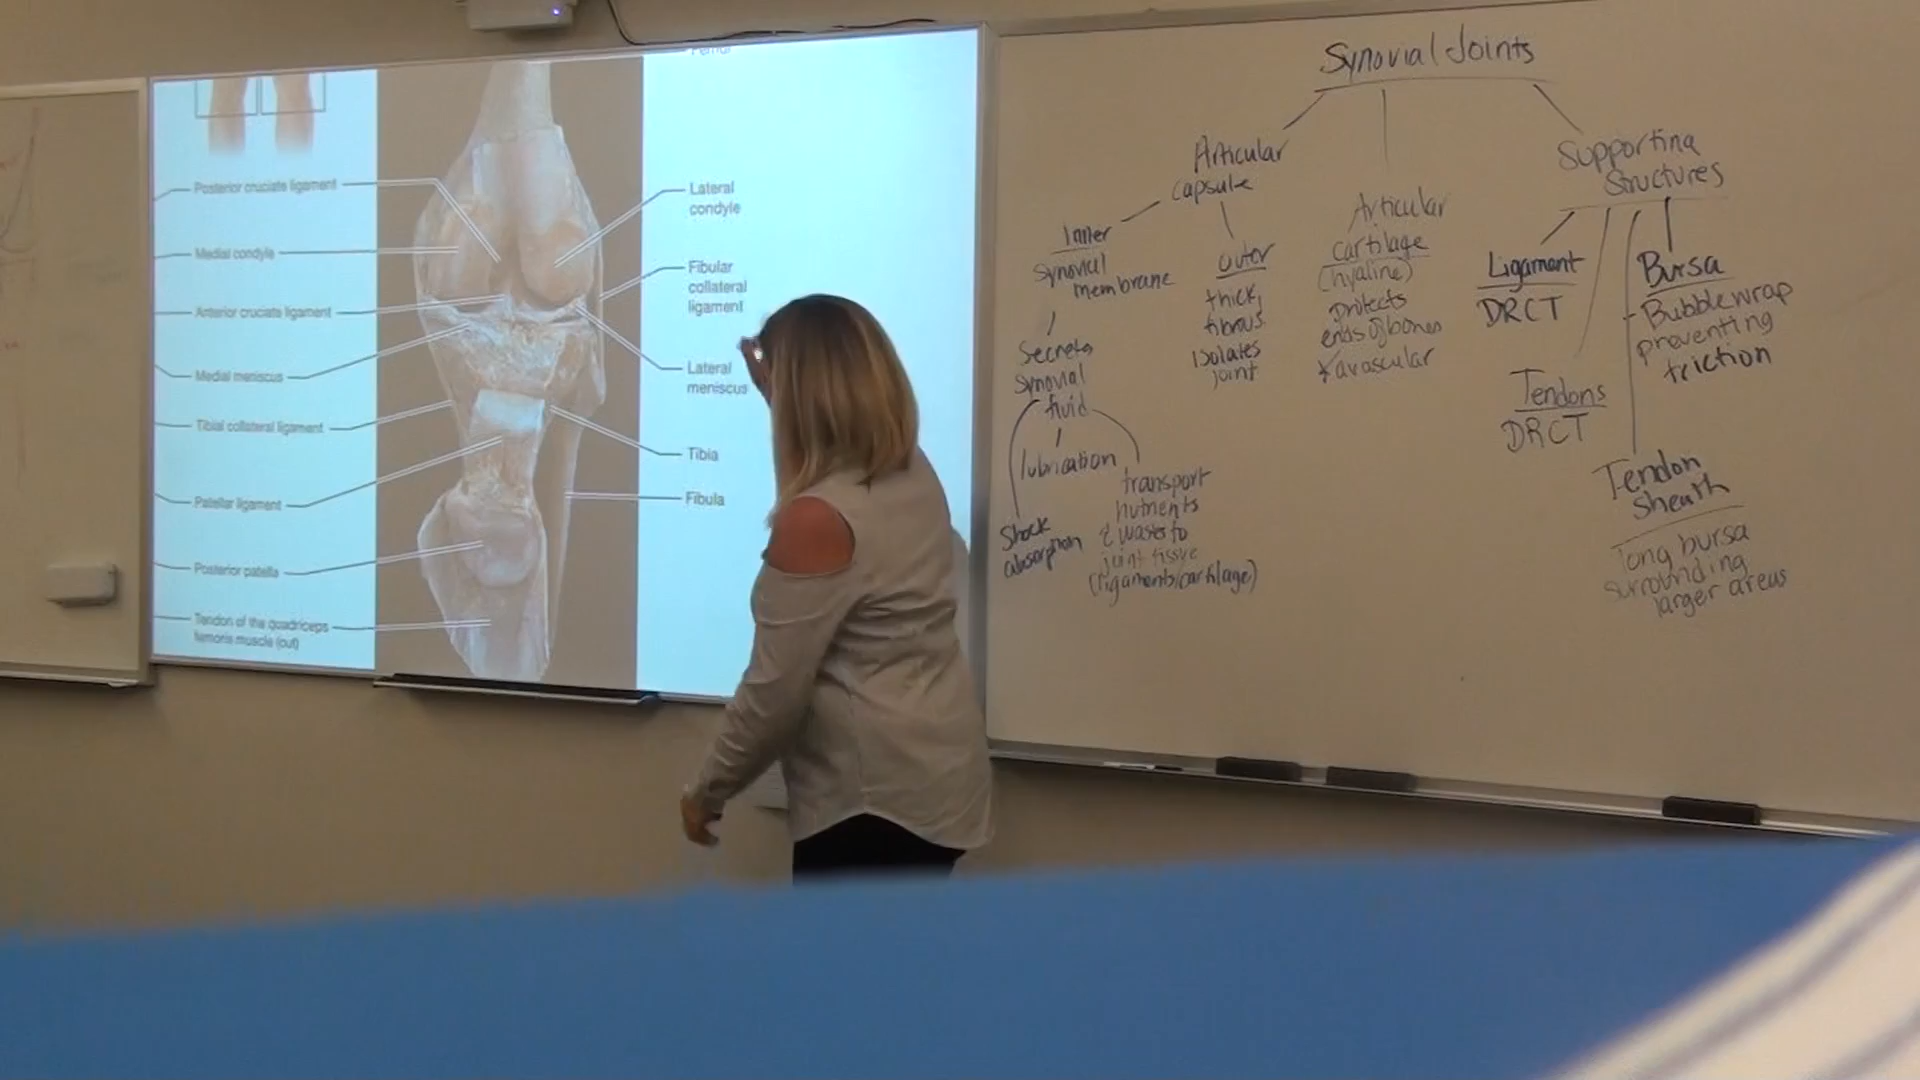 Femur
Posterior cruciate ligament
Medial condyle
Anterior cruciate ligament
Medial meniscus
Tibial collateral ligament
Patellar ligament
Posterior patella
Tendon of the quadriceps
femoris muscle (cut)
Lateral
condyle
Fibular
collateral
ligament
Lateral
meniscus
Tibia
Fibula
Synovial Joints
Articular
capsule
Inner
synovial
membrane
Secretes
synovial
fluid
lubrication
Shock
absorption
transport
nutrients
& wastes to
joint tissue
(ligaments/cartilage)
outer
thick,
fibrous.
isolates
joint
Articular
cartilage
(hyaline)
protects
ends of bones
* avascular
Supporting
Structures
Ligament
DRCT
Tendons
DRCT
Bursa
- Bubblewrap
preventing
friction
Tendon
Sheath
long bursa
surrounding
larger areas